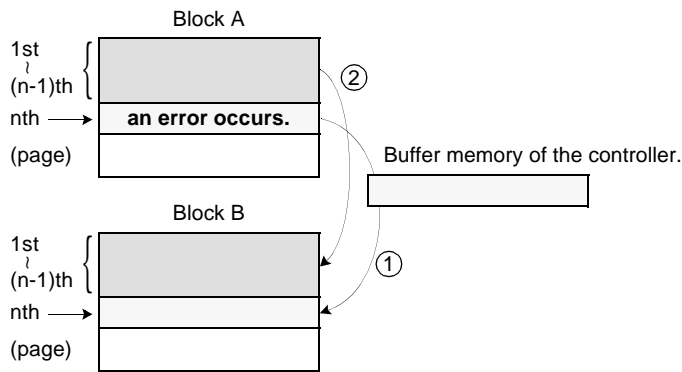 Block A
1st
~
(n-1)th
nth
an error occurs.
(page)
②
Buffer memory of the controller.
Block B
1st
~
(n-1)th
①
nth
(page)